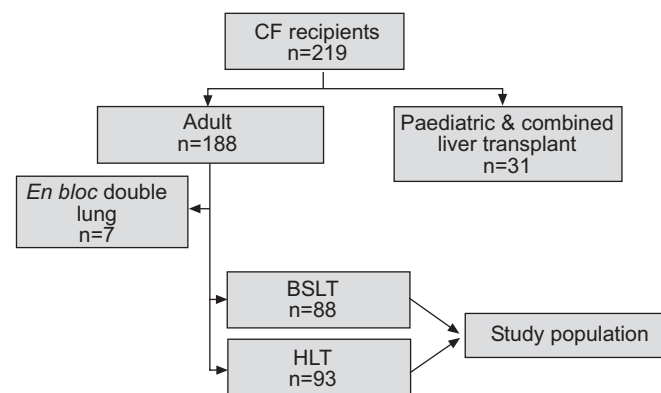 CF recipients
n=219
Adult
n=188
Paediatric & combined
liver transplant
n=31
En bloc double
lung
n=7
BSLT
n=88
HLT
n=93
Study population